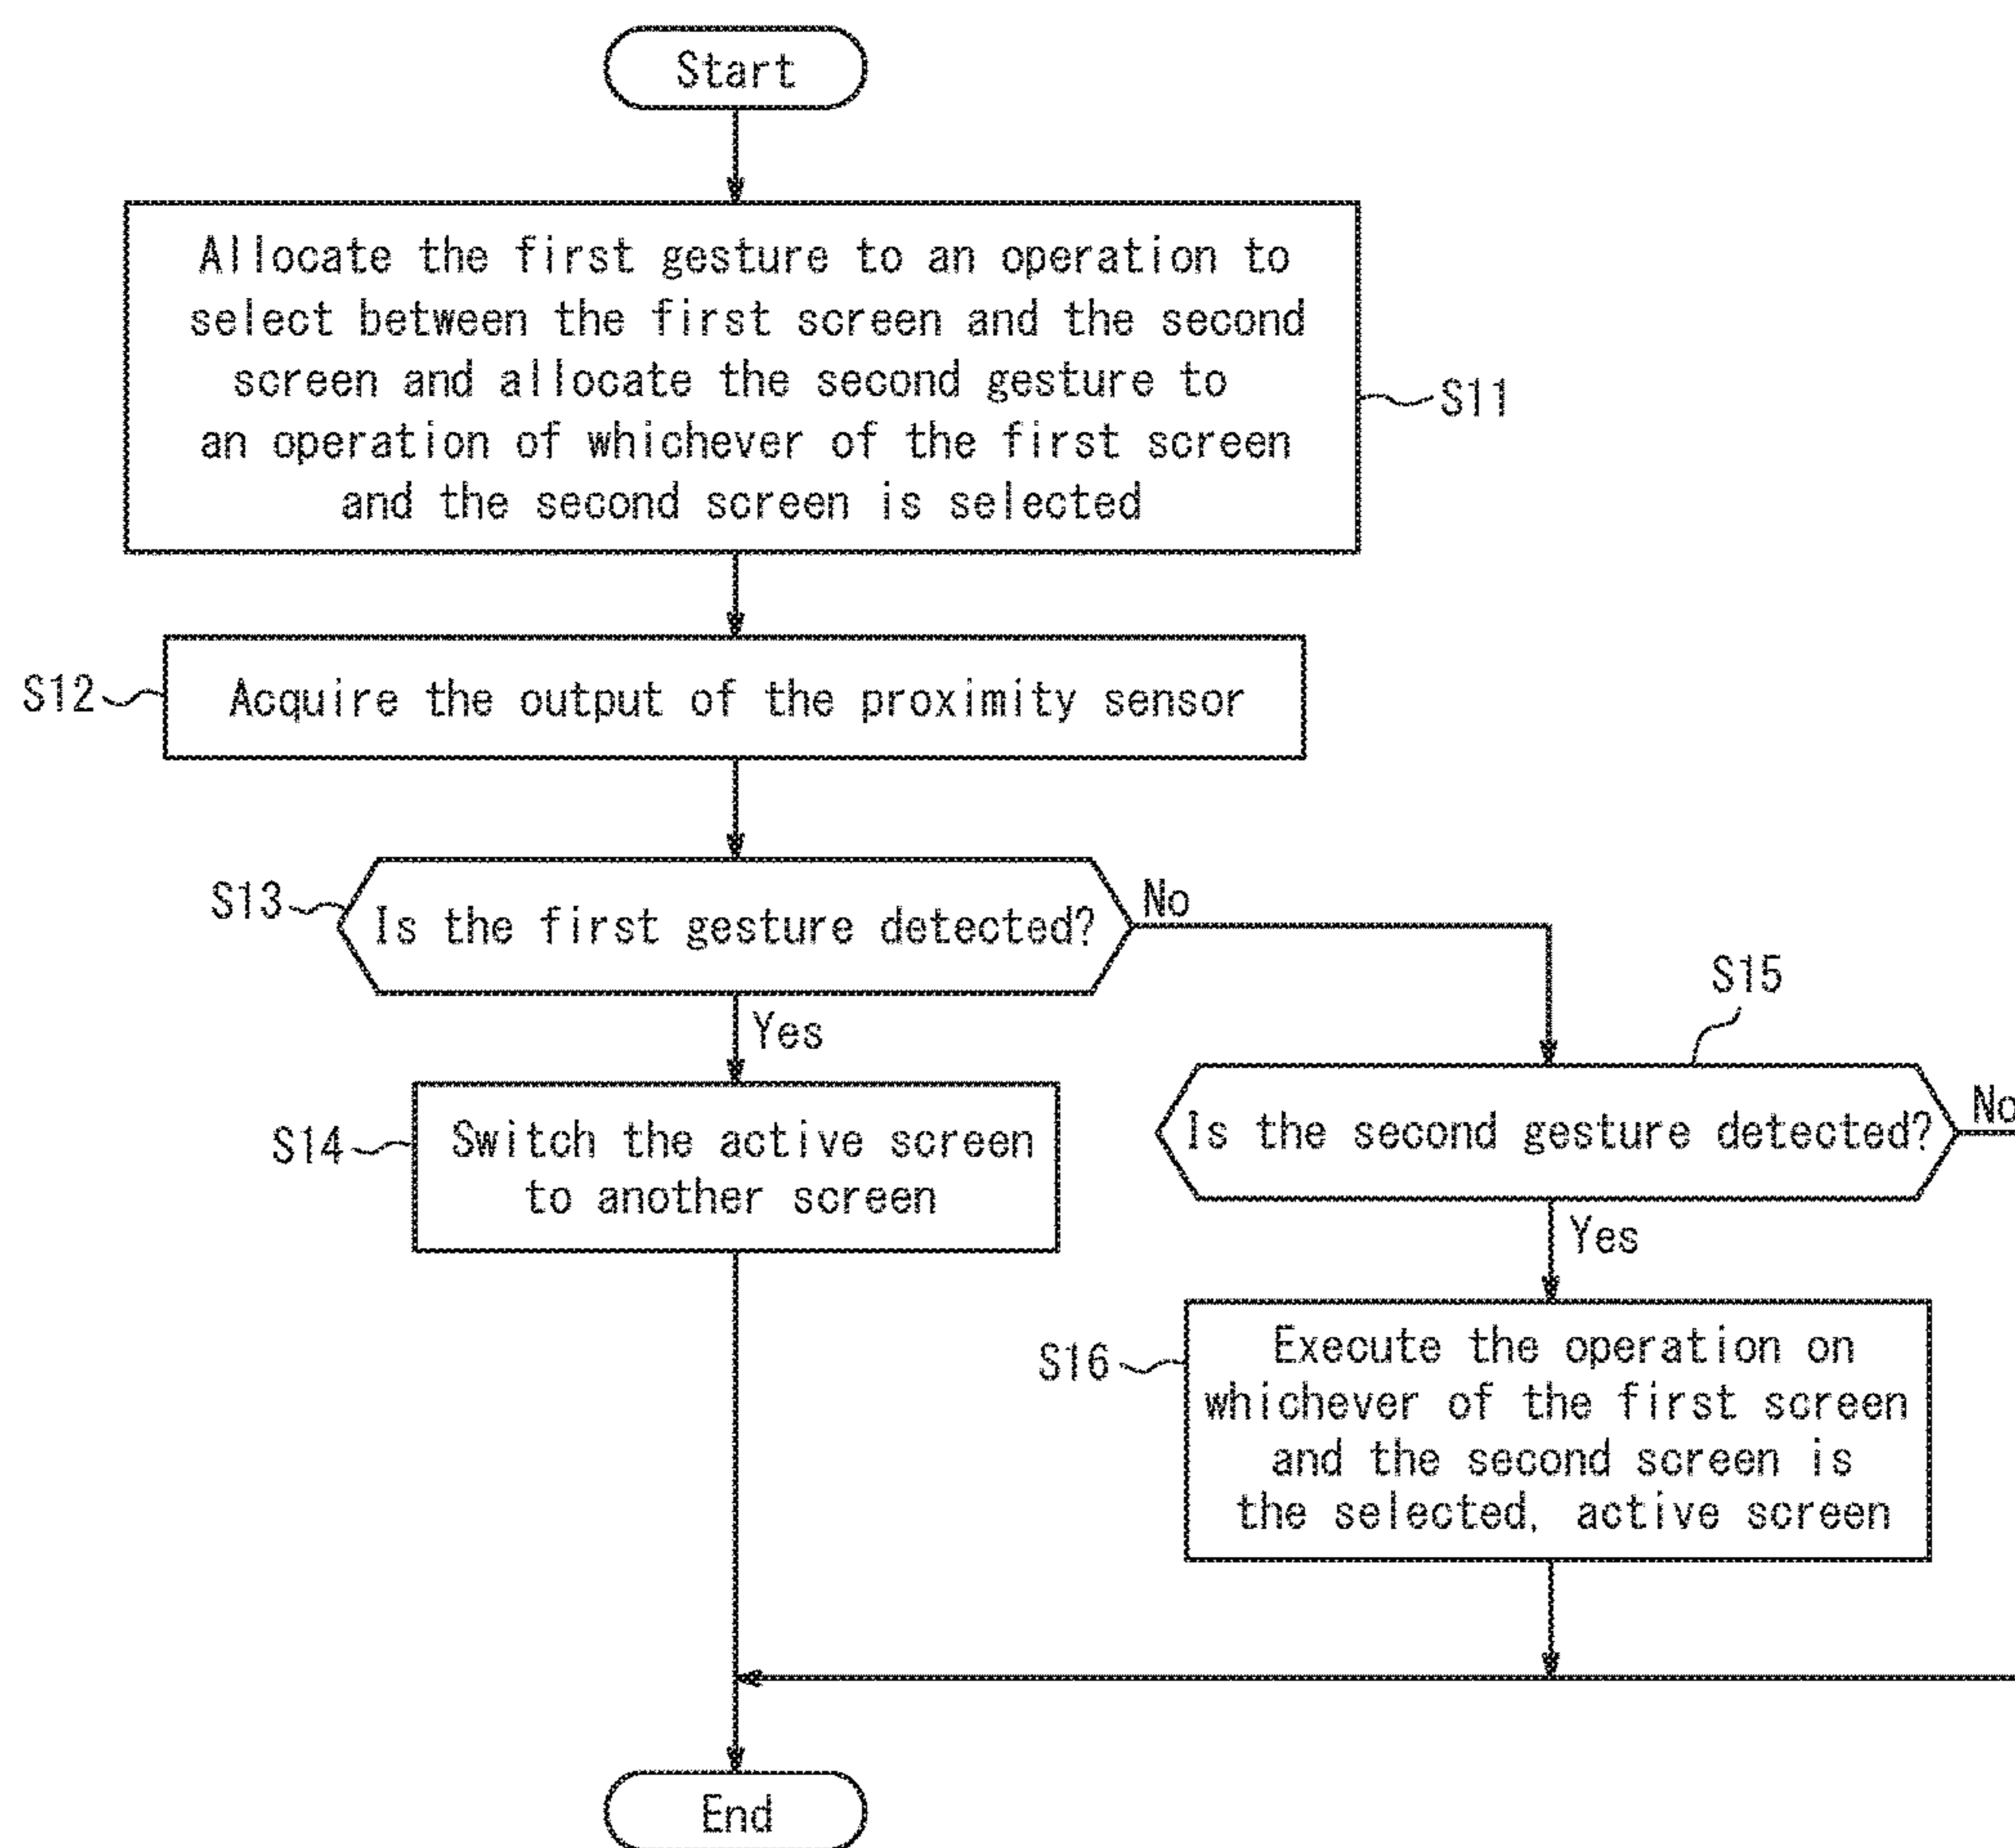 Start
Allocate the first gesture to an operation to
select between the first screen and the second
screen and allocate the second gesture to
an operation of whichever of the first screen
and the second screen is selected
S11
S12
Acquire the output of the proximity sensor
S13
Is the first gesture detected?
No
Yes
S15
Is the second gesture detected?
No
Yes
S14
Switch the active screen
to another screen
S16
Execute the operation on
whichever of the first screen
and the second screen is
the selected, active screen
End